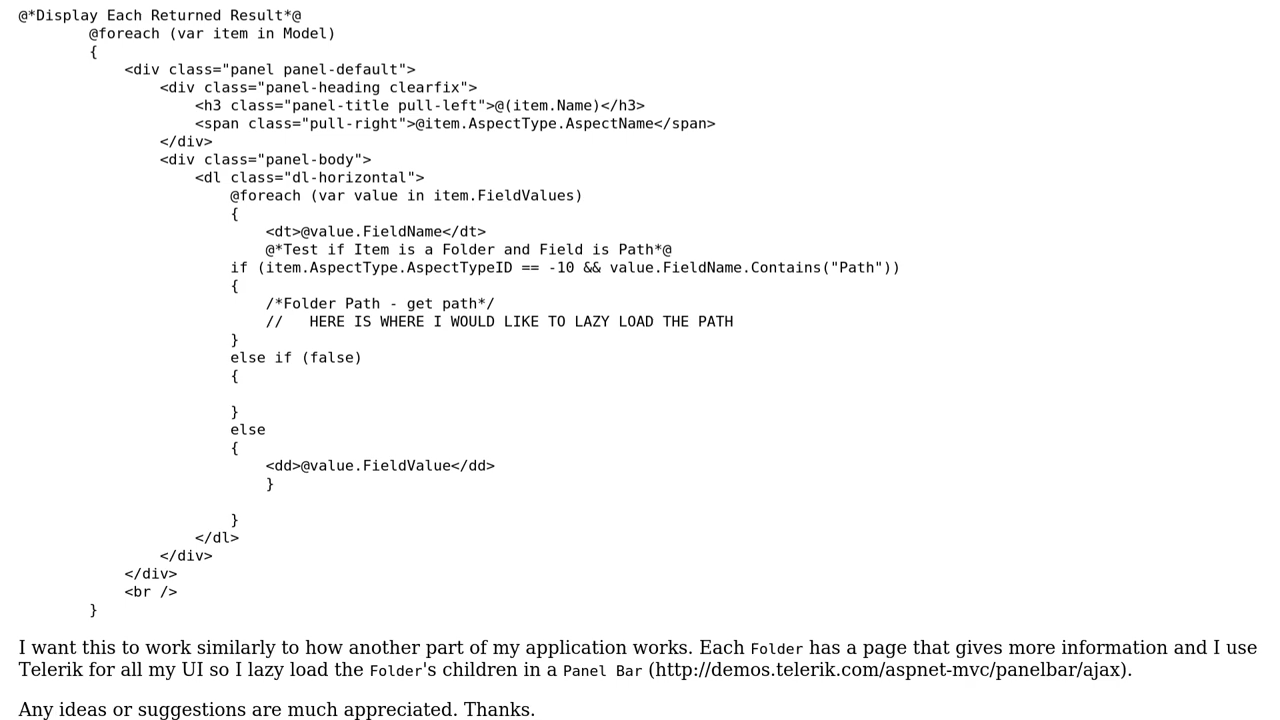 @*Display Each Returned Result*@
        @foreach (var item in Model)
        {
            <div class="panel panel-default">
                <div class="panel-heading clearfix">
                    <h3 class="panel-title pull-left">@(item.Name)</h3>
                    <span class="pull-right">@item.AspectType.AspectName</span>
                </div>
                <div class="panel-body">
                    <dl class="dl-horizontal">
                        @foreach (var value in item.FieldValues)
                        {
                            <dt>@value.FieldName</dt>
                            @*Test if Item is a Folder and Field is Path*@
                        if (item.AspectType.AspectTypeID == -10 && value.FieldName.Contains("Path"))
                        {
                            /*Folder Path - get path*/
                            //   HERE IS WHERE I WOULD LIKE TO LAZY LOAD THE PATH
                        }
                        else if (false)
                        {

                        }
                        else
                        {
                            <dd>@value.FieldValue</dd>
                            }

                        }
                    </dl>
                </div>
            </div>
            <br />
        }
I want this to work similarly to how another part of my application works. Each Folder has a page that gives more information and I use
Telerik for all my UI so I lazy load the Folder's children in a Panel Bar (http://demos.telerik.com/aspnet-mvc/panelbar/ajax).
Any ideas or suggestions are much appreciated. Thanks.